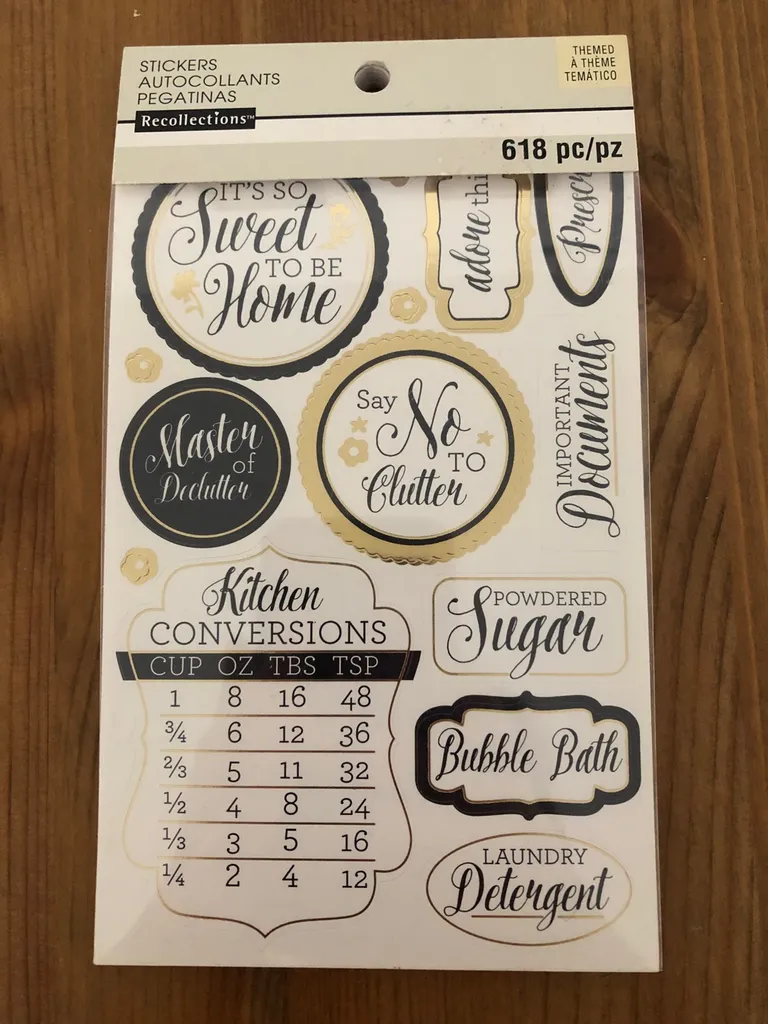 STICKERS
AUTOCOLLANTS
PEGATINAS
Recollections™
THEMED
À THÈME
TEMÁTICO
618 pc/pz
IT'S SO
Sweet
TO BE
Home
adore
IMPORTANT
Documents
Master
of
Declutter
Say
No
TO
Clutter
Kitchen
CONVERSIONS
CUP OZ TBS TSP
1 8 16 48
¾ 6 12 36
⅔ 5 11 32
½ 4 8 24
⅓ 3 5 16
¼ 2 4 12
POWDERED
Sugar
Bubble Bath
LAUNDRY
Detergent